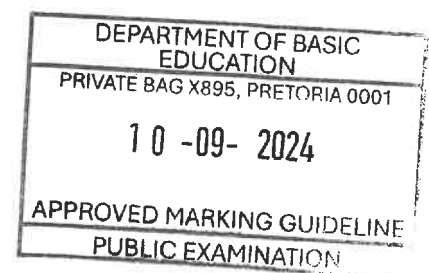 DEPARTMENT OF BASIC
EDUCATION
PRIVATE BAG X895, PRETORIA 0001
10 -09- 2024
APPROVED MARKING GUIDELINE
PUBLIC EXAMINATION